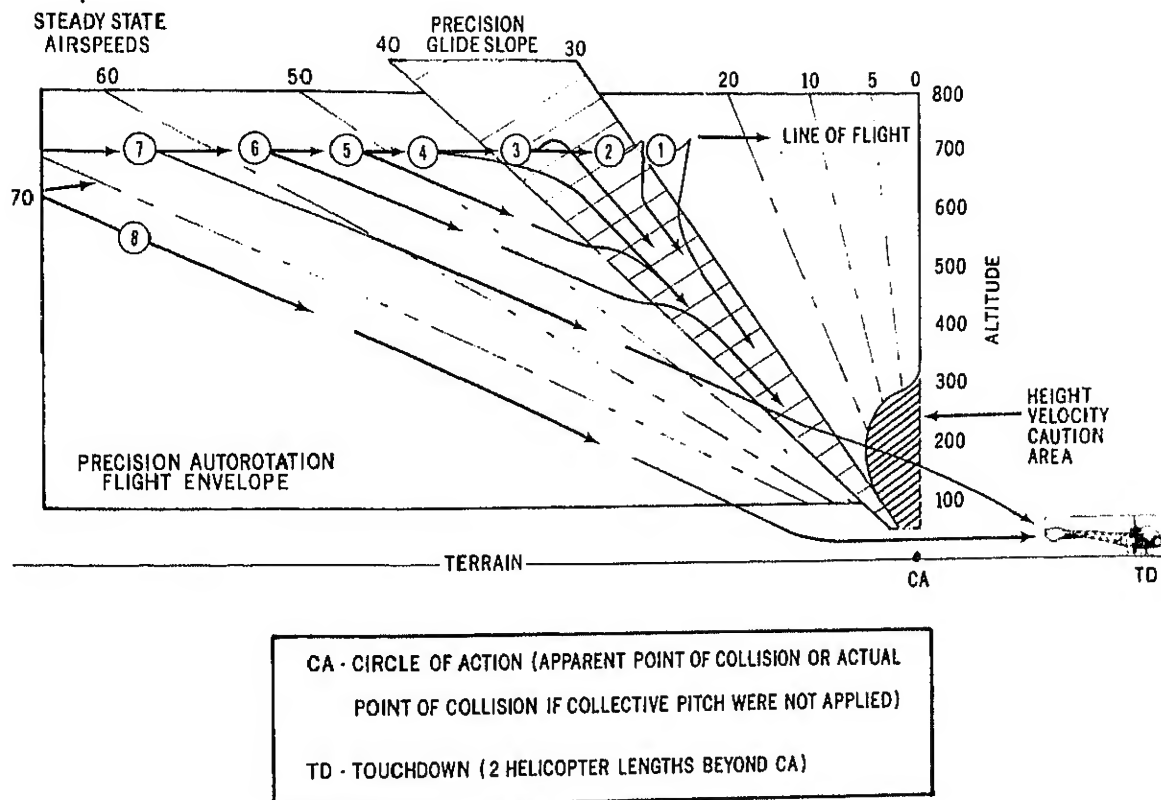 STEADY STATE
AIRSPEEDS
PRECISION
GLIDE SLOPE
60
50
40
30
20
10
5
0
800
7
6
5
4
3
2
1
LINE OF FLIGHT
700
70
8
600
500
ALTITUDE
400
300
HEIGHT
VELOCITY
CAUTION
AREA
200
100
PRECISION AUTOROTATION
FLIGHT ENVELOPE
TERRAIN
CA
TD
CA - CIRCLE OF ACTION (APPARENT POINT OF COLLISION OR ACTUAL
POINT OF COLLISION IF COLLECTIVE PITCH WERE NOT APPLIED)
TD - TOUCHDOWN (2 HELICOPTER LENGTHS BEYOND CA)